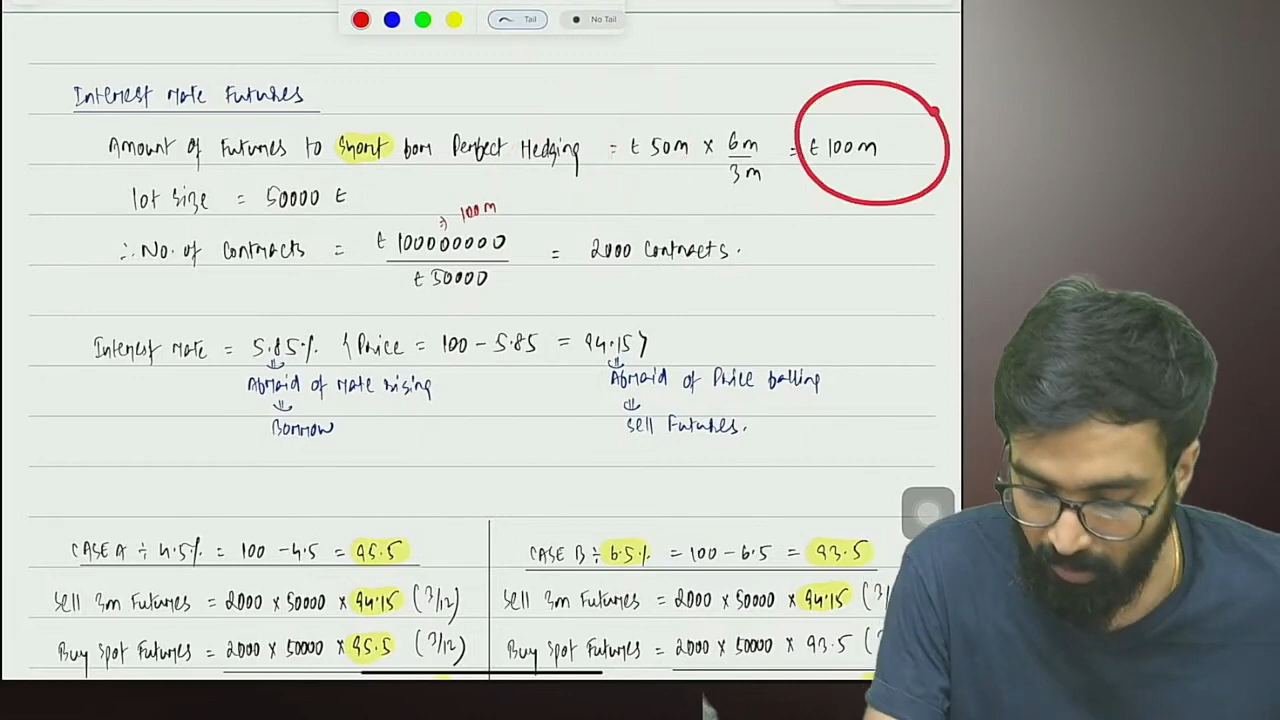 Tail
No Tail
Interest Rate Futures
Amount of Futures to Short for Perfect Hedging = € 50m × 6m/3m = € 100m
lot size = 50000 €
⇒ 100m
∴ No. of Contracts = € 100000000 / € 50000 = 2000 Contracts.
Interest Rate = 5.85% {Price = 100 - 5.85 = 94.15}
Afraid of Rate rising
Afraid of Price falling
Borrow
Sell Futures.
CASE A ÷ 4.5% = 100 - 4.5 = 95.5
Sell 3m Futures = 2000 × 50000 × 94.15 (3/12)
Buy Spot Futures = 2000 × 50000 × 95.5 (3/12)
CASE B ÷ 6.5% = 100 - 6.5 = 93.5
Sell 3m Futures = 2000 × 50000 × 94.15 (3/
Buy Spot Futures = 2000 × 50000 × 93.5 (